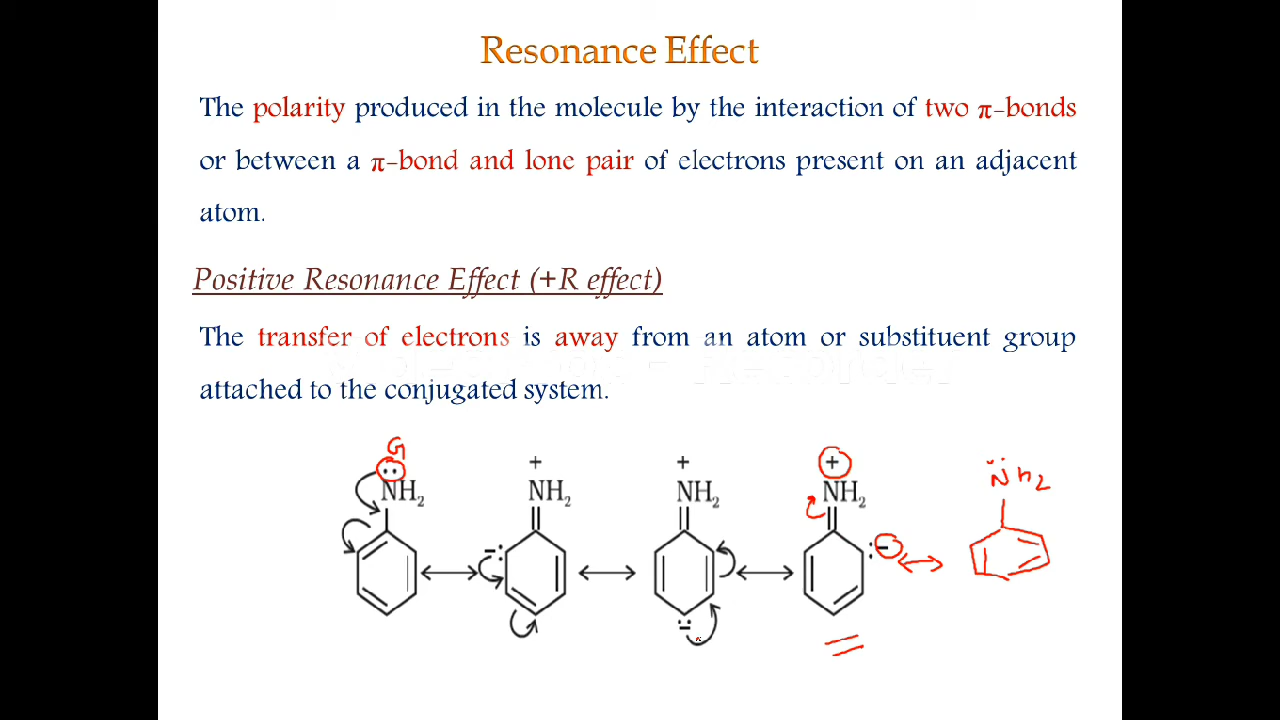 Resonance Effect
The polarity produced in the molecule by the interaction of two π-bonds
or between a π-bond and lone pair of electrons present on an adjacent
atom.
Positive Resonance Effect (+R effect)
The transfer of electrons is away from an atom or substituent group
attached to the conjugated system.
G
+ + +
NH₂ NH₂ NH₂ NH₂ Nh2